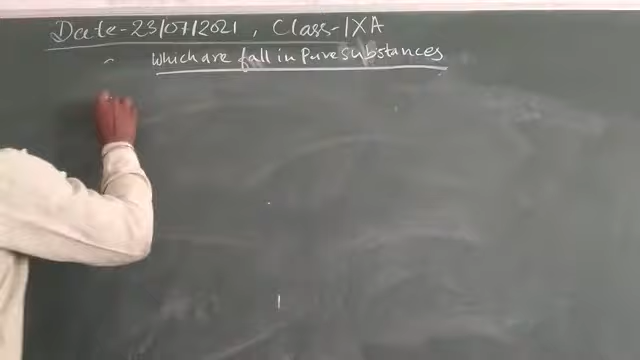 Date-23/07/2021, Class-IXA
Which are fall in Pure substances